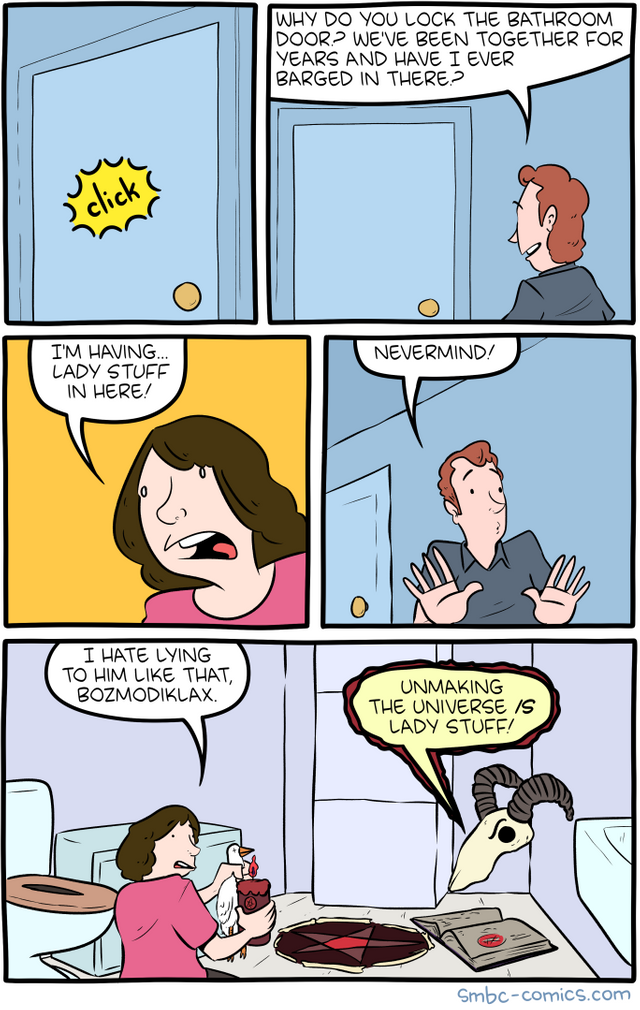 click
WHY DO YOU LOCK THE BATHROOM
DOOR? WE'VE BEEN TOGETHER FOR
YEARS AND HAVE I EVER
BARGED IN THERE?
I'M HAVING...
LADY STUFF
IN HERE!
NEVERMIND!
I HATE LYING
TO HIM LIKE THAT,
BOZMODIKLAX.
UNMAKING
THE UNIVERSE IS
LADY STUFF!
smbc-comics.com